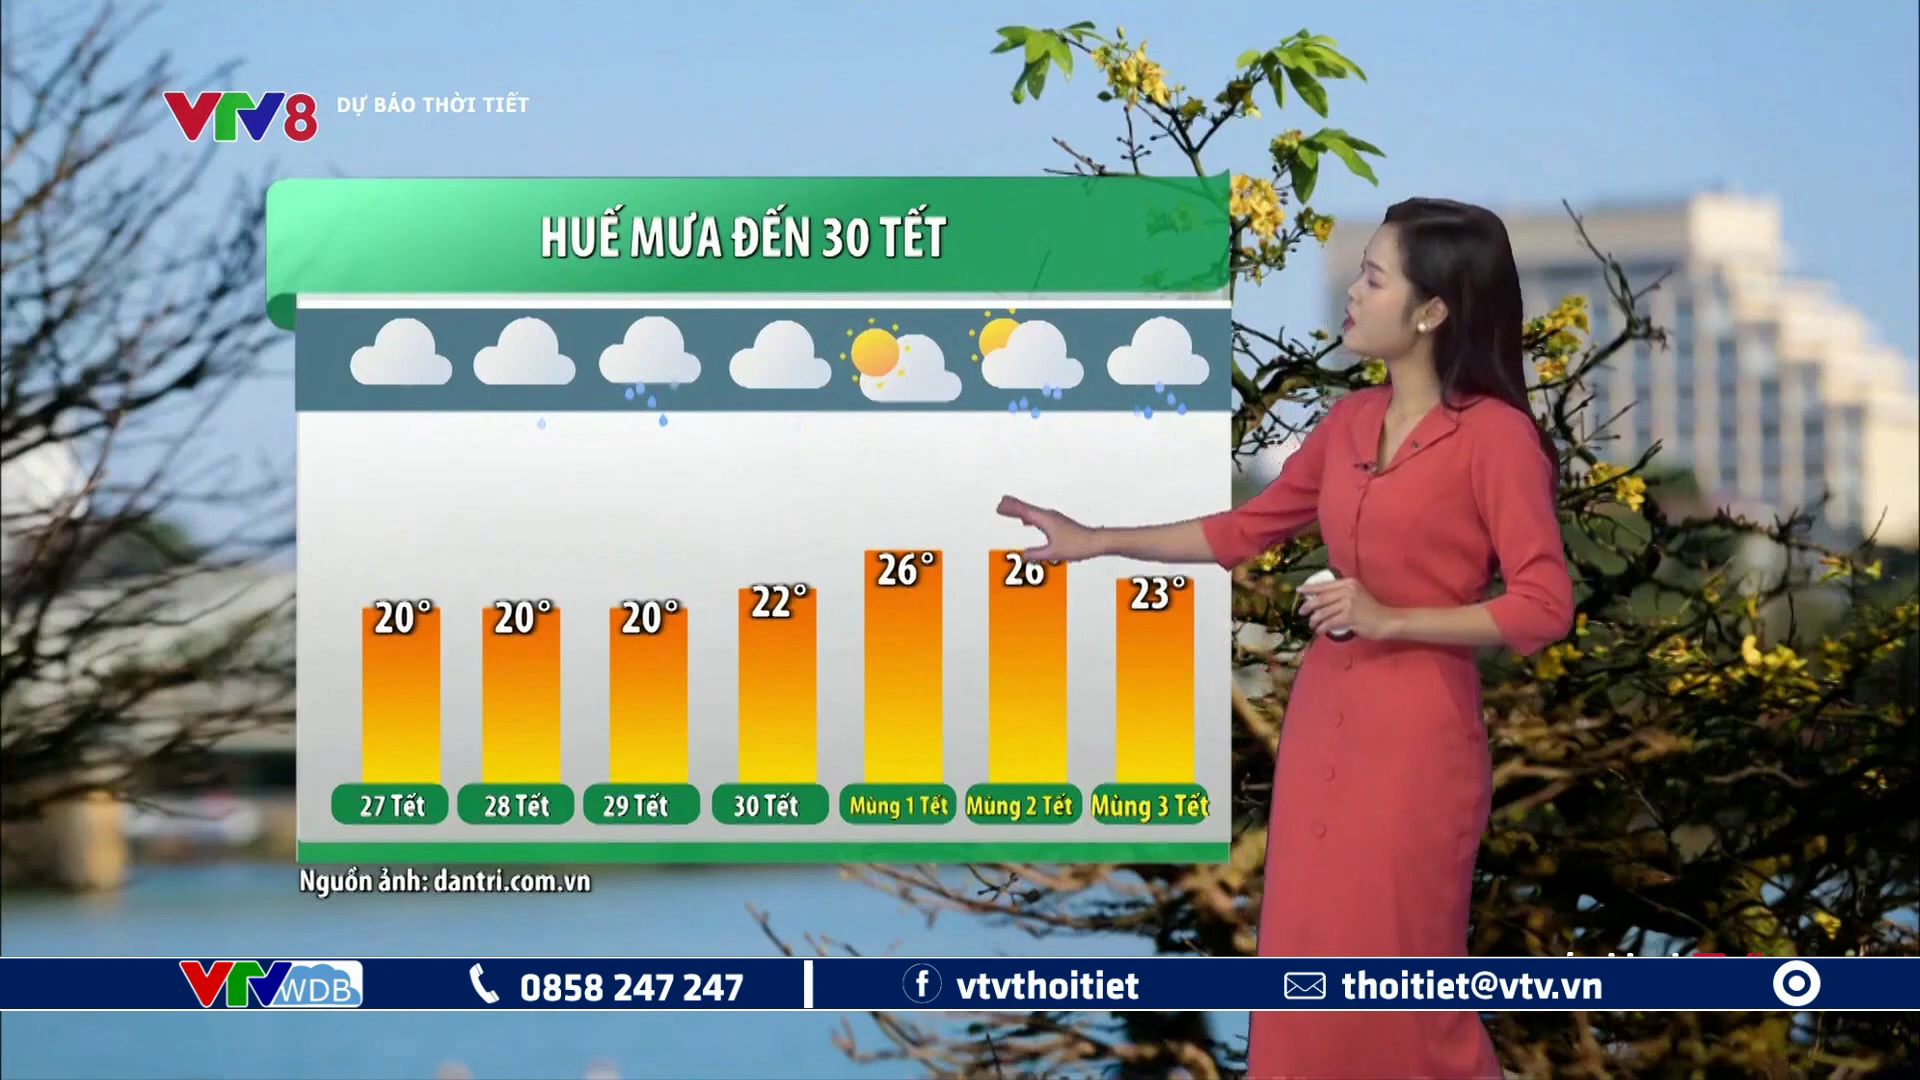 VTV8 DỰ BÁO THỜI TIẾT
HUẾ MƯA ĐẾN 30 TẾT
20° 20° 20° 22° 26° 26° 23°
27 Tết 28 Tết 29 Tết 30 Tết Mùng 1 Tết Mùng 2 Tết Mùng 3 Tết
Nguồn ảnh: dantri.com.vn
VTV WDB 0858 247 247 vtvthoitiet thoitiet@vtv.vn